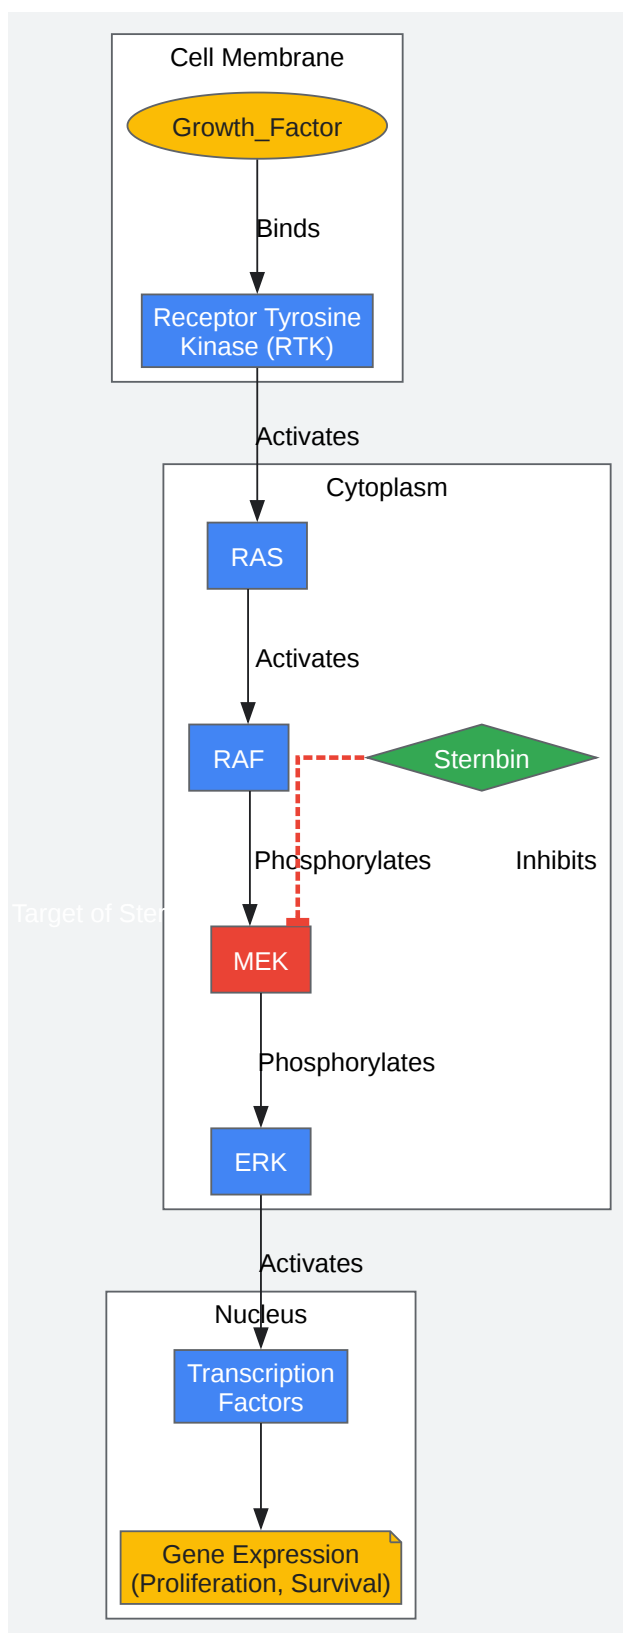 Cell Membrane
Growth_Factor
Binds
Receptor Tyrosine
Kinase (RTK)
Activates
Cytoplasm
RAS
Activates
RAF
Sternbin
Phosphorylates
Inhibits
Target of Ster
MEK
Phosphorylates
ERK
Activates
Nucleus
Transcription
Factors
Gene Expression
(Proliferation, Survival)